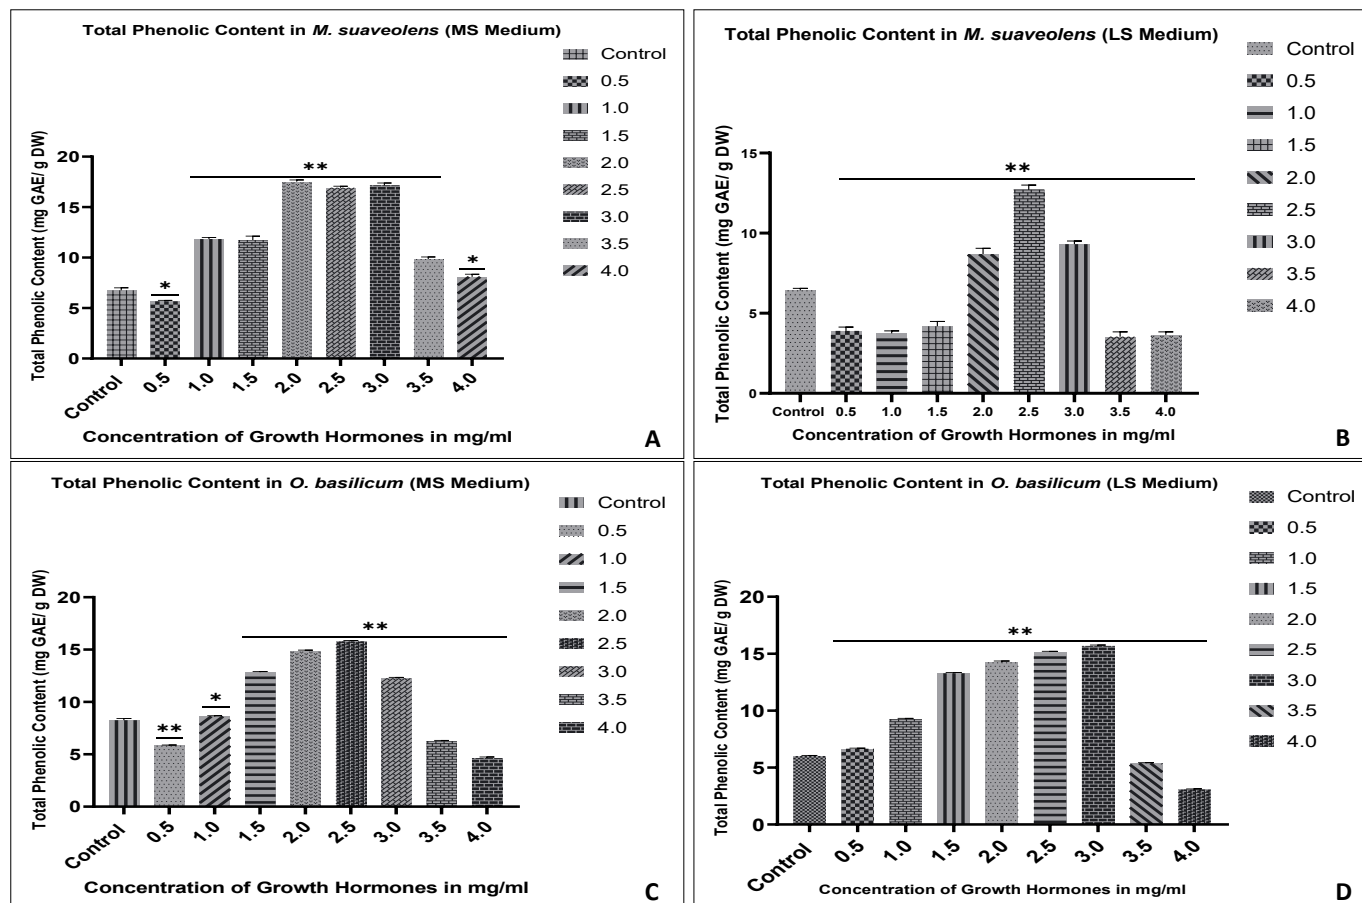 Total Phenolic Content in M. suaveolens (MS Medium)
Control
0.5
1.0
1.5
2.0
2.5
3.0
3.5
4.0
Total Phenolic Content (mg GAE/ g DW)
20
15
10
5
0
*
**
*
Control 0.5 1.0 1.5 2.0 2.5 3.0 3.5 4.0
Concentration of Growth Hormones in mg/ml
A
Total Phenolic Content in M. suaveolens (LS Medium)
Control
0.5
1.0
1.5
2.0
2.5
3.0
3.5
4.0
Total Phenolic Content (mg GAE/ g DW)
15
10
5
0
**
Control 0.5 1.0 1.5 2.0 2.5 3.0 3.5 4.0
Concentration of Growth Hormones in mg/ml
B
Total Phenolic Content in O. basilicum (MS Medium)
Control
0.5
1.0
1.5
2.0
2.5
3.0
3.5
4.0
Total Phenolic Content (mg GAE/ g DW)
20
15
10
5
0
**
*
**
Control 0.5 1.0 1.5 2.0 2.5 3.0 3.5 4.0
Concentration of Growth Hormones in mg/ml
C
Total Phenolic Content in O. basilicum (LS Medium)
Control
0.5
1.0
1.5
2.0
2.5
3.0
3.5
4.0
Total Phenolic Content (mg GAE/ g DW)
20
15
10
5
0
**
Control 0.5 1.0 1.5 2.0 2.5 3.0 3.5 4.0
Concentration of Growth Hormones in mg/ml
D